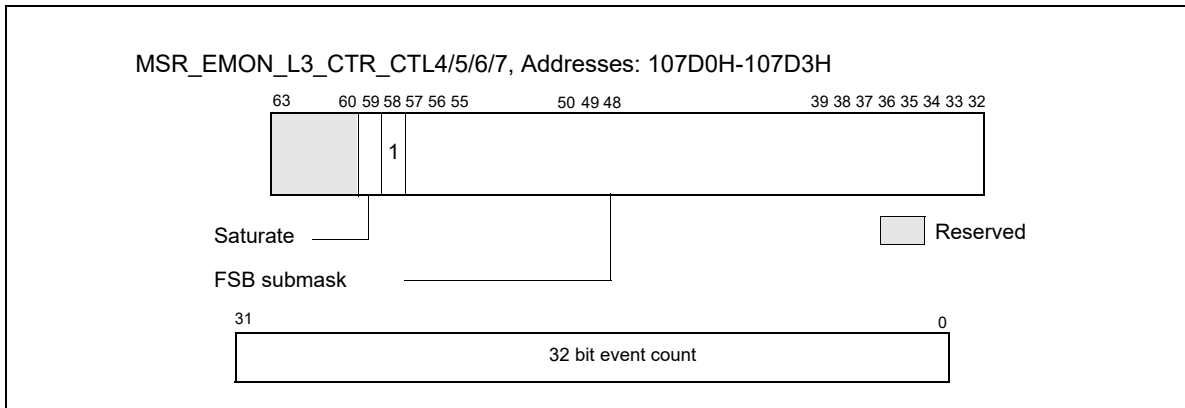 MSR_EMON_L3_CTR_CTL4/5/6/7, Addresses: 107D0H-107D3H
63 60 59 58 57 56 55 50 49 48 39 38 37 36 35 34 33 32
1
Saturate
Reserved
FSB submask
31 0
32 bit event count